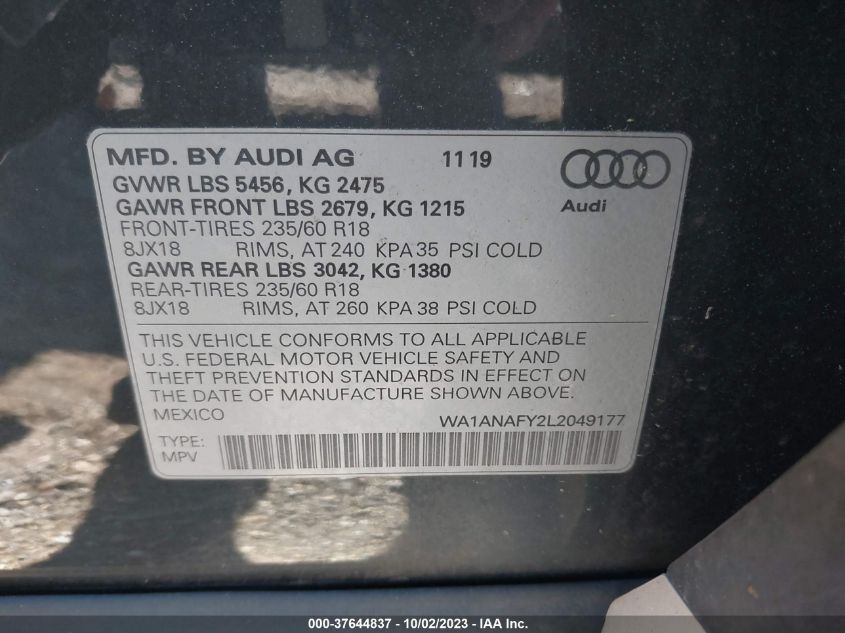 MFD. BY AUDI AG 11 19
GVWR LBS 5456, KG 2475
GAWR FRONT LBS 2679, KG 1215
Audi
FRONT-TIRES 235/60 R18
8JX18 RIMS, AT 240 KPA 35 PSI COLD
GAWR REAR LBS 3042, KG 1380
REAR-TIRES 235/60 R18
8JX18 RIMS, AT 260 KPA 38 PSI COLD
THIS VEHICLE CONFORMS TO ALL APPLICABLE
U.S. FEDERAL MOTOR VEHICLE SAFETY AND
THEFT PREVENTION STANDARDS IN EFFECT ON
THE DATE OF MANUFACTURE SHOWN ABOVE.
MEXICO WA1ANAFY2L2049177
TYPE:
MPV
000-37644837 - 10/02/2023 - © IAA, Inc.